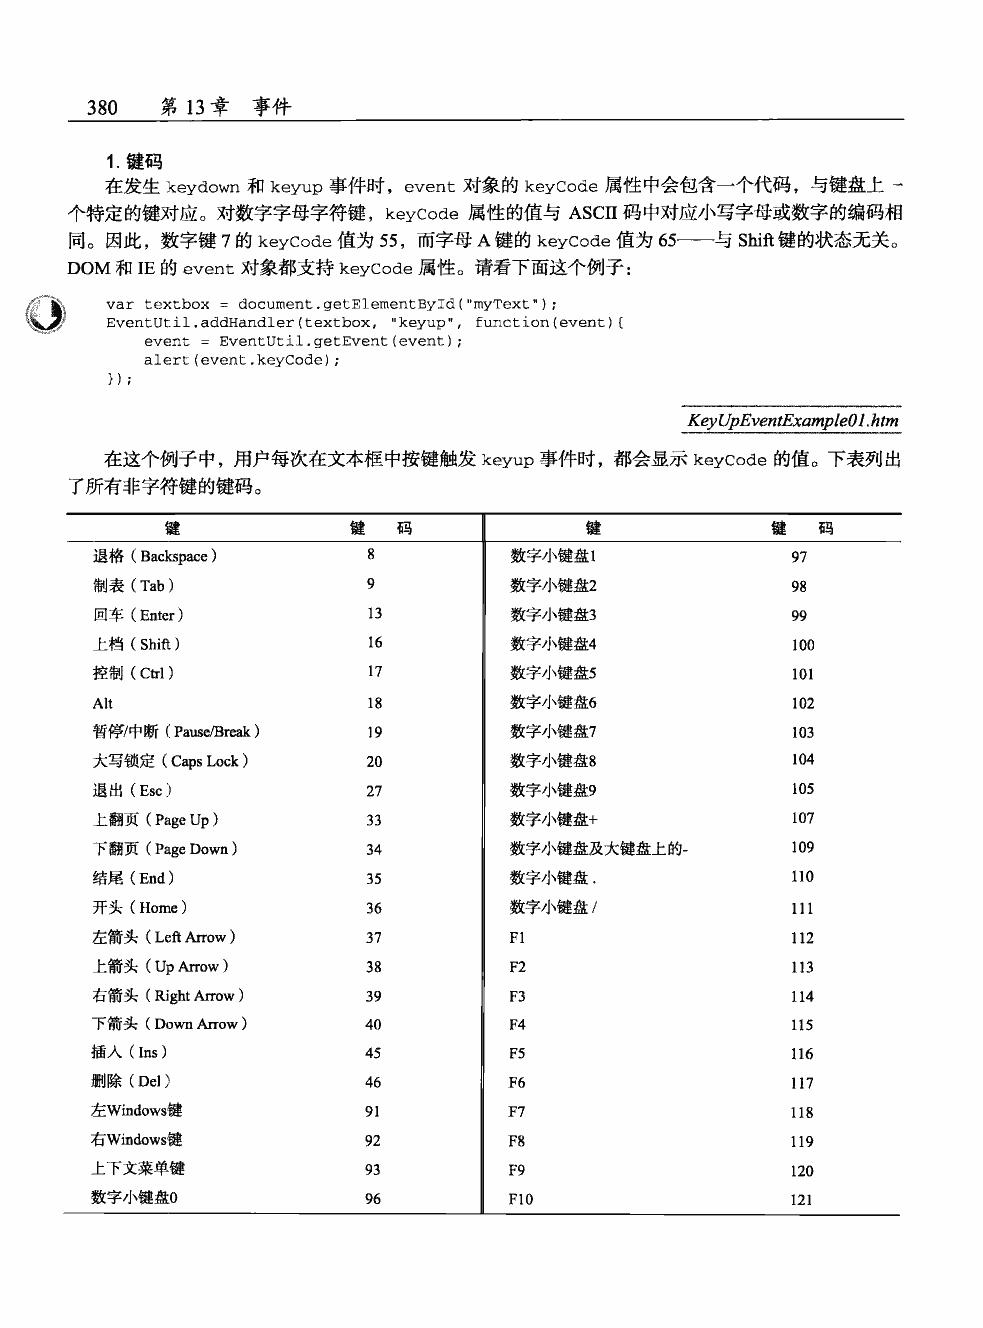 380 第 13 章 事件
1. 键码
在发生 keydown 和 keyup 事件时，event 对象的 keyCode 属性中会包含一个代码，与键盘上一
个特定的键对应。对数字字母字符键，keyCode 属性的值与 ASCII 码中对应小写字母或数字的编码相
同。因此，数字键 7 的 keyCode 值为 55，而字母 A 键的 keyCode 值为 65——与 Shift 键的状态无关。
DOM 和 IE 的 event 对象都支持 keyCode 属性。请看下面这个例子：
var textbox = document.getElementById("myText");
EventUtil.addHandler(textbox, "keyup", function(event){
    event = EventUtil.getEvent(event);
    alert(event.keyCode);
});
KeyUpEventExample01.htm
在这个例子中，用户每次在文本框中按键触发 keyup 事件时，都会显示 keyCode 的值。下表列出
了所有非字符键的键码。
键 键 码 键 键 码
退格（Backspace） 8 数字小键盘1 97
制表（Tab） 9 数字小键盘2 98
回车（Enter） 13 数字小键盘3 99
上档（Shift） 16 数字小键盘4 100
控制（Ctrl） 17 数字小键盘5 101
Alt 18 数字小键盘6 102
暂停/中断（Pause/Break） 19 数字小键盘7 103
大写锁定（Caps Lock） 20 数字小键盘8 104
退出（Esc） 27 数字小键盘9 105
上翻页（Page Up） 33 数字小键盘+ 107
下翻页（Page Down） 34 数字小键盘及大键盘上的- 109
结尾（End） 35 数字小键盘 . 110
开头（Home） 36 数字小键盘 / 111
左箭头（Left Arrow） 37 F1 112
上箭头（Up Arrow） 38 F2 113
右箭头（Right Arrow） 39 F3 114
下箭头（Down Arrow） 40 F4 115
插入（Ins） 45 F5 116
删除（Del） 46 F6 117
左Windows键 91 F7 118
右Windows键 92 F8 119
上下文菜单键 93 F9 120
数字小键盘0 96 F10 121